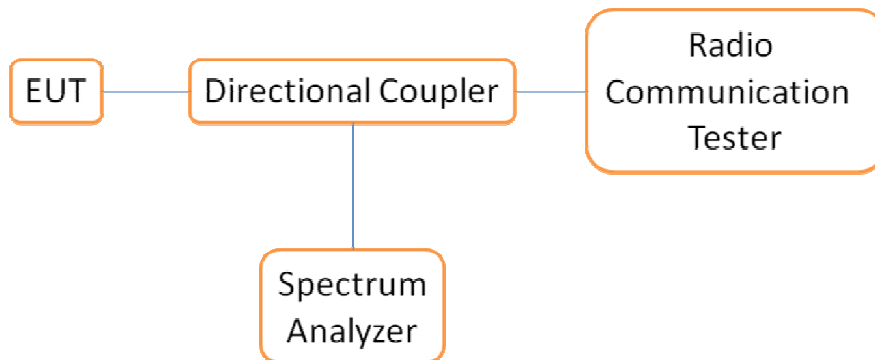 EUT
Directional Coupler
Radio
Communication
Tester
Spectrum
Analyzer